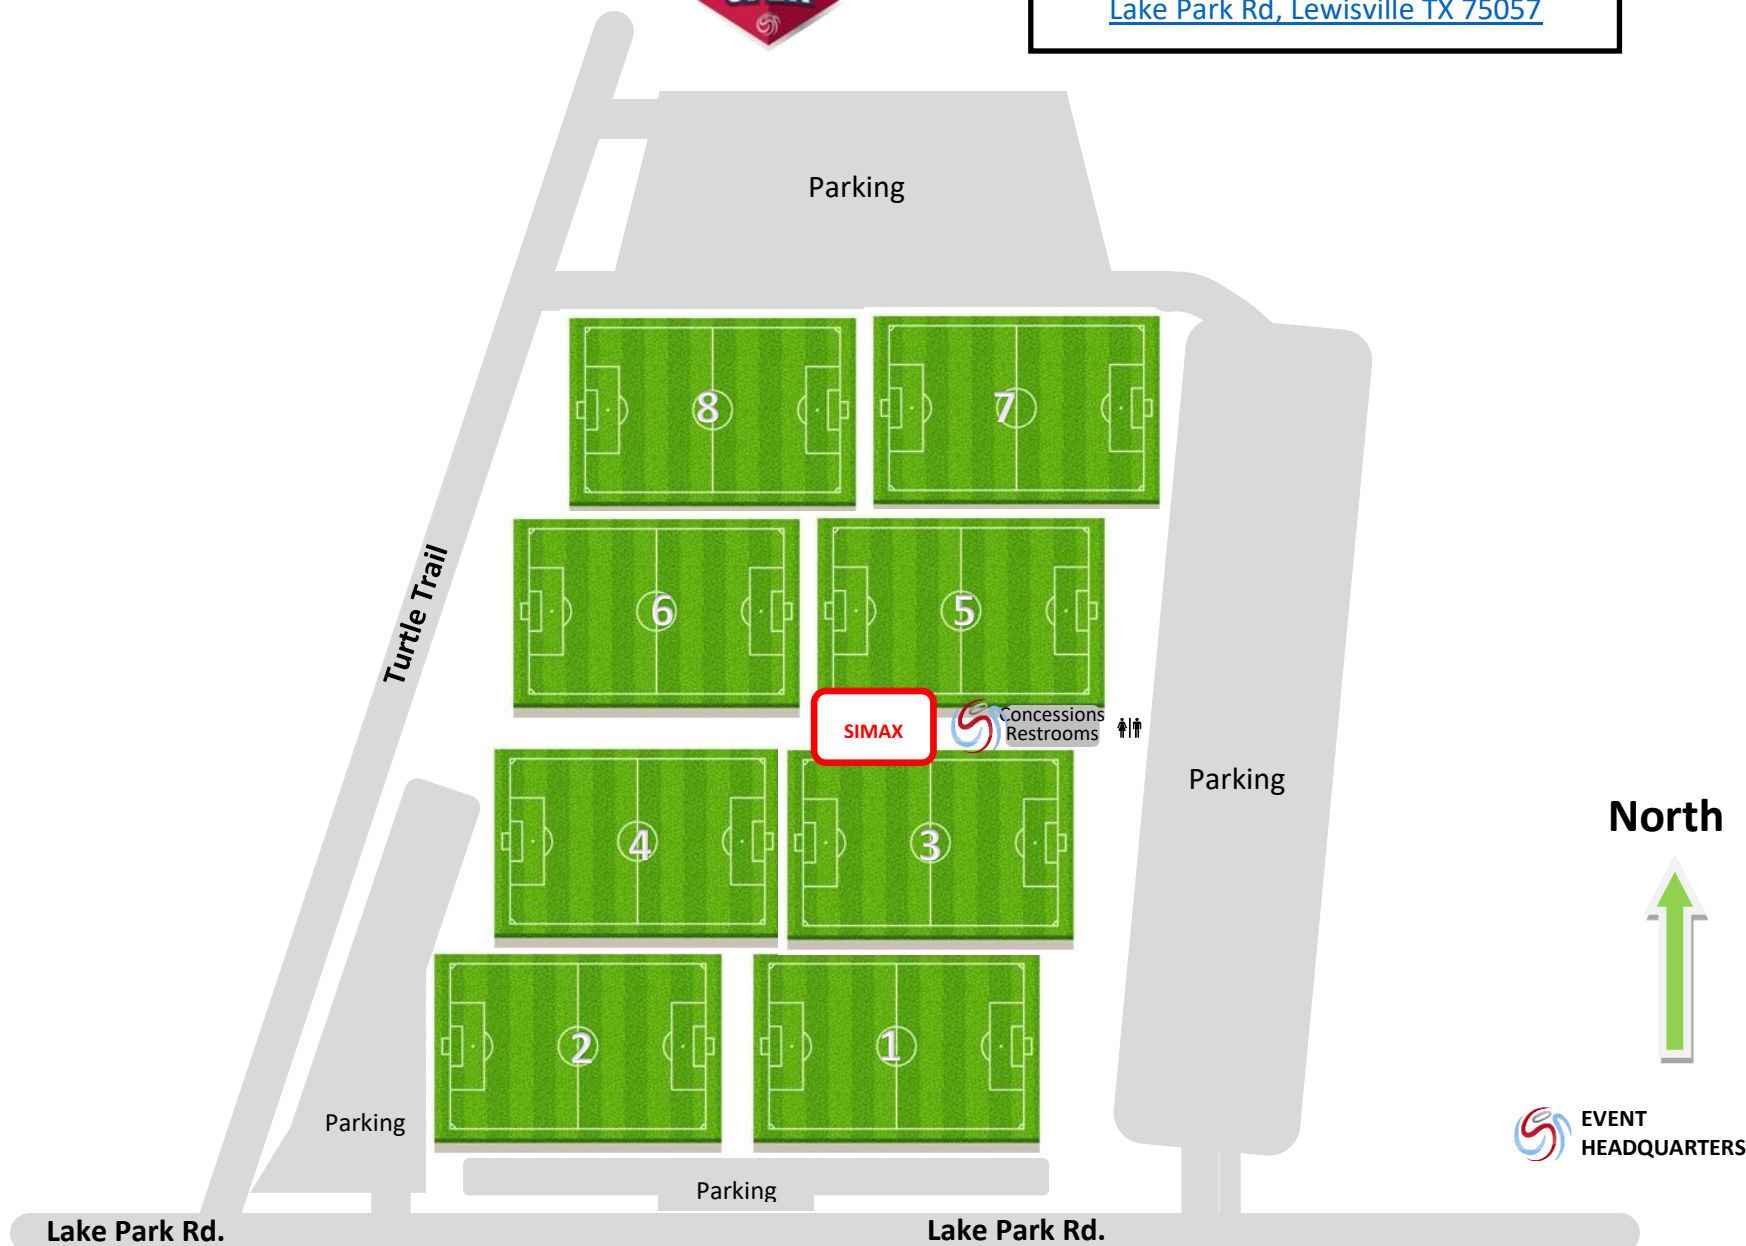 Lake Park Rd, Lewisville TX 75057
Parking
8
7
Turtle Trail
6
5
SIMAX
Concessions
Restrooms
Parking
North
4
3
2
1
Parking
EVENT
HEADQUARTERS
Parking
Lake Park Rd.
Lake Park Rd.